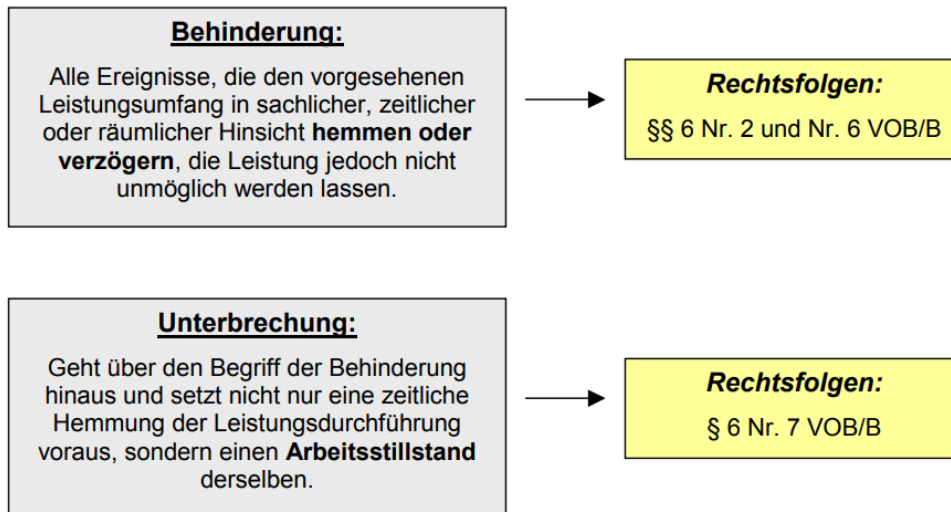 Behinderung:
Alle Ereignisse, die den vorgesehenen
Leistungsumfang in sachlicher, zeitlicher
oder räumlicher Hinsicht hemmen oder
verzögern, die Leistung jedoch nicht
unmöglich werden lassen.
Rechtsfolgen:
§§ 6 Nr. 2 und Nr. 6 VOB/B
Unterbrechung:
Geht über den Begriff der Behinderung
hinaus und setzt nicht nur eine zeitliche
Hemmung der Leistungsdurchführung
voraus, sondern einen Arbeitsstillstand
derselben.
Rechtsfolgen:
§ 6 Nr. 7 VOB/B